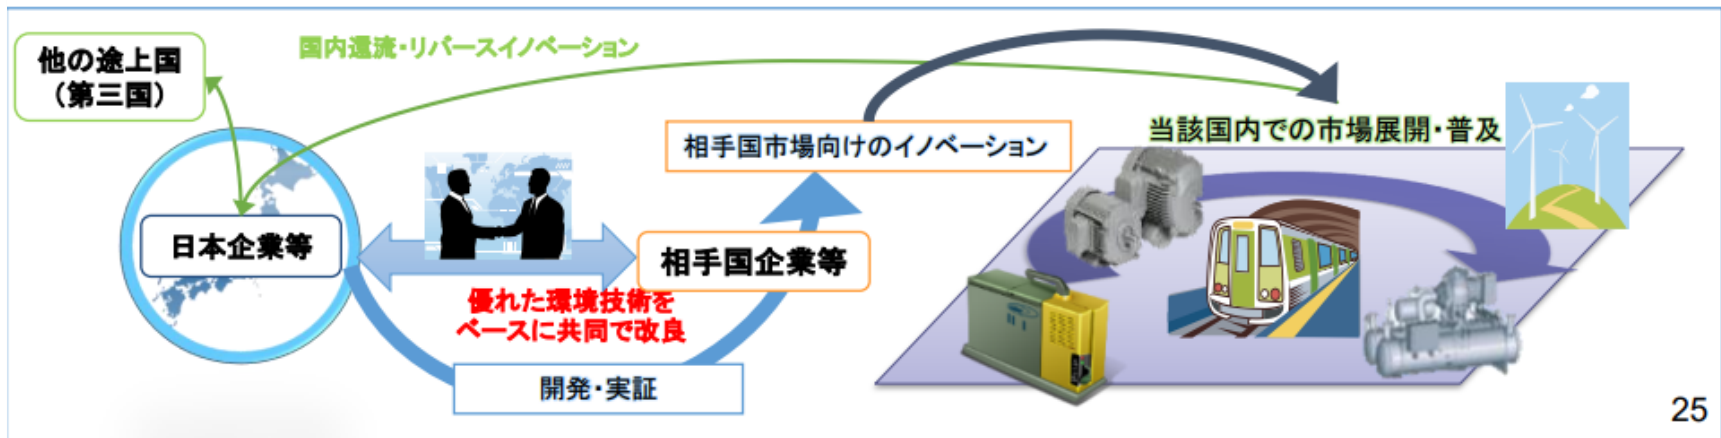 他の途上国
(第三国)
国内還流・リバースイノベーション
日本企業等
相手国企業等
優れた環境技術を
ベースに共同で改良
開発・実証
相手国市場向けのイノベーション
当該国内での市場展開・普及
25